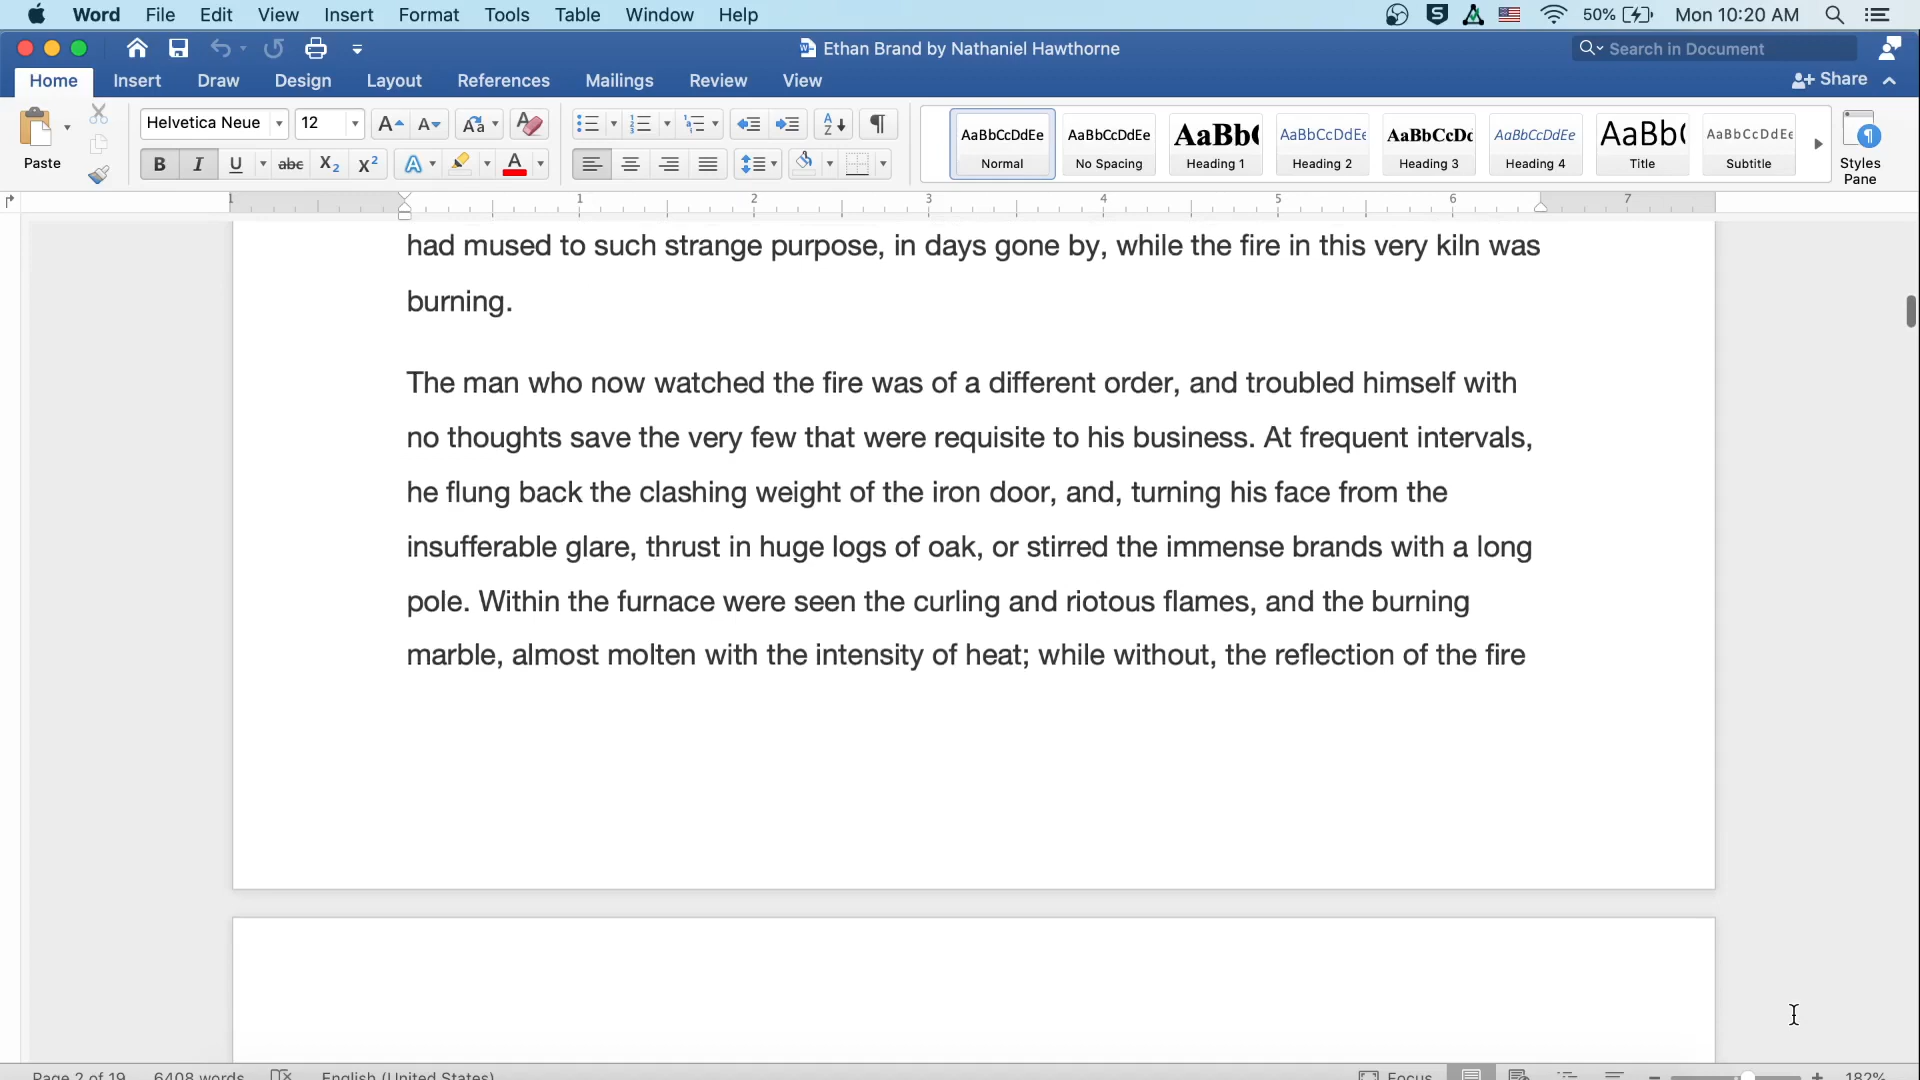 Word File Edit View Insert Format Tools Table Window Help 50% Mon 10:20 AM
Ethan Brand by Nathaniel Hawthorne Search in Document
Home Insert Draw Design Layout References Mailings Review View Share
Helvetica Neue 12
Paste
AaBbCcDdEe AaBbCcDdEe AaBb( AaBbCcDdEe AaBbCcDc AaBbCcDdEe AaBb( AaBbCcDdEe
Normal No Spacing Heading 1 Heading 2 Heading 3 Heading 4 Title Subtitle
Styles
Pane
1 1 2 3 4 5 6 7
had mused to such strange purpose, in days gone by, while the fire in this very kiln was
burning.
The man who now watched the fire was of a different order, and troubled himself with
no thoughts save the very few that were requisite to his business. At frequent intervals,
he flung back the clashing weight of the iron door, and, turning his face from the
insufferable glare, thrust in huge logs of oak, or stirred the immense brands with a long
pole. Within the furnace were seen the curling and riotous flames, and the burning
marble, almost molten with the intensity of heat; while without, the reflection of the fire
Page 2 of 19 6408 words English (United States) Focus 182%